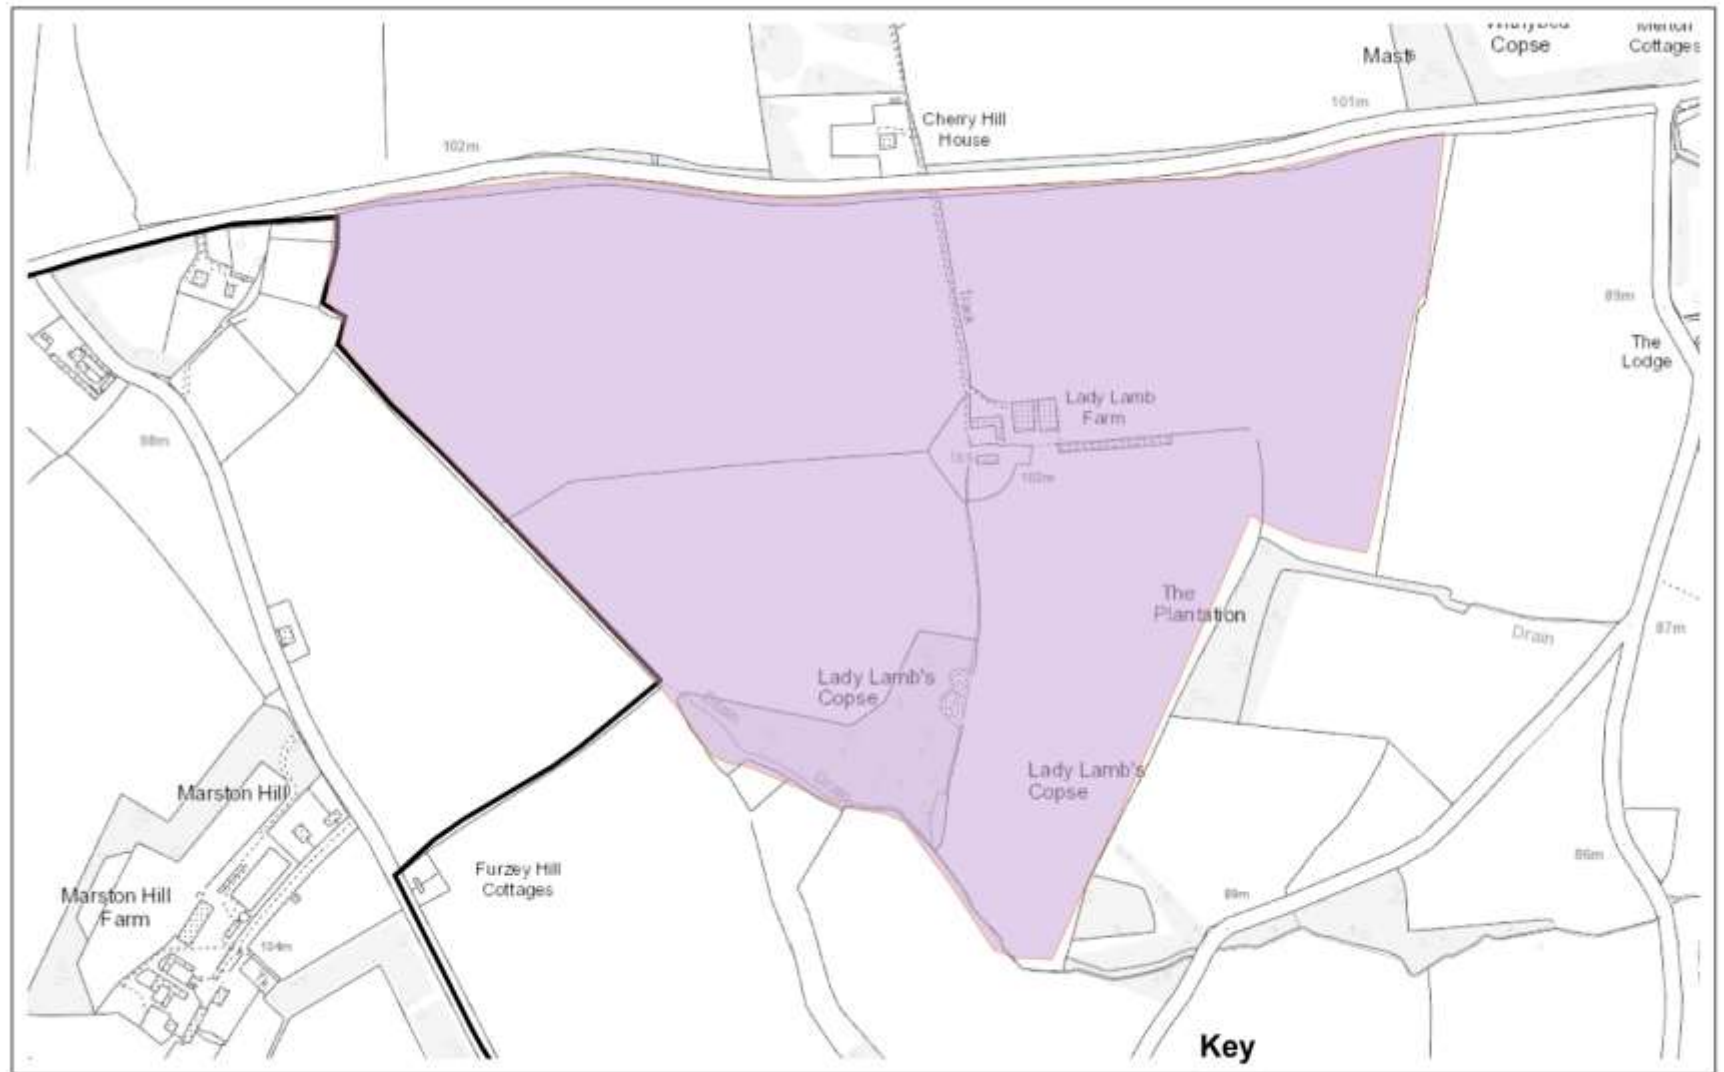 Copse
Cottages
Mast
101m
Cherry Hill
House
102m
89m
The
Lodge
Track
Lady Lamb
Farm
98m
102m
The
Plantation
Drain
87m
Lady Lamb's
Copse
Drain
Drain
Lady Lamb's
Copse
Marston Hill
86m
Furzey Hill
Cottages
Marston Hill
Farm
89m
104m
Key